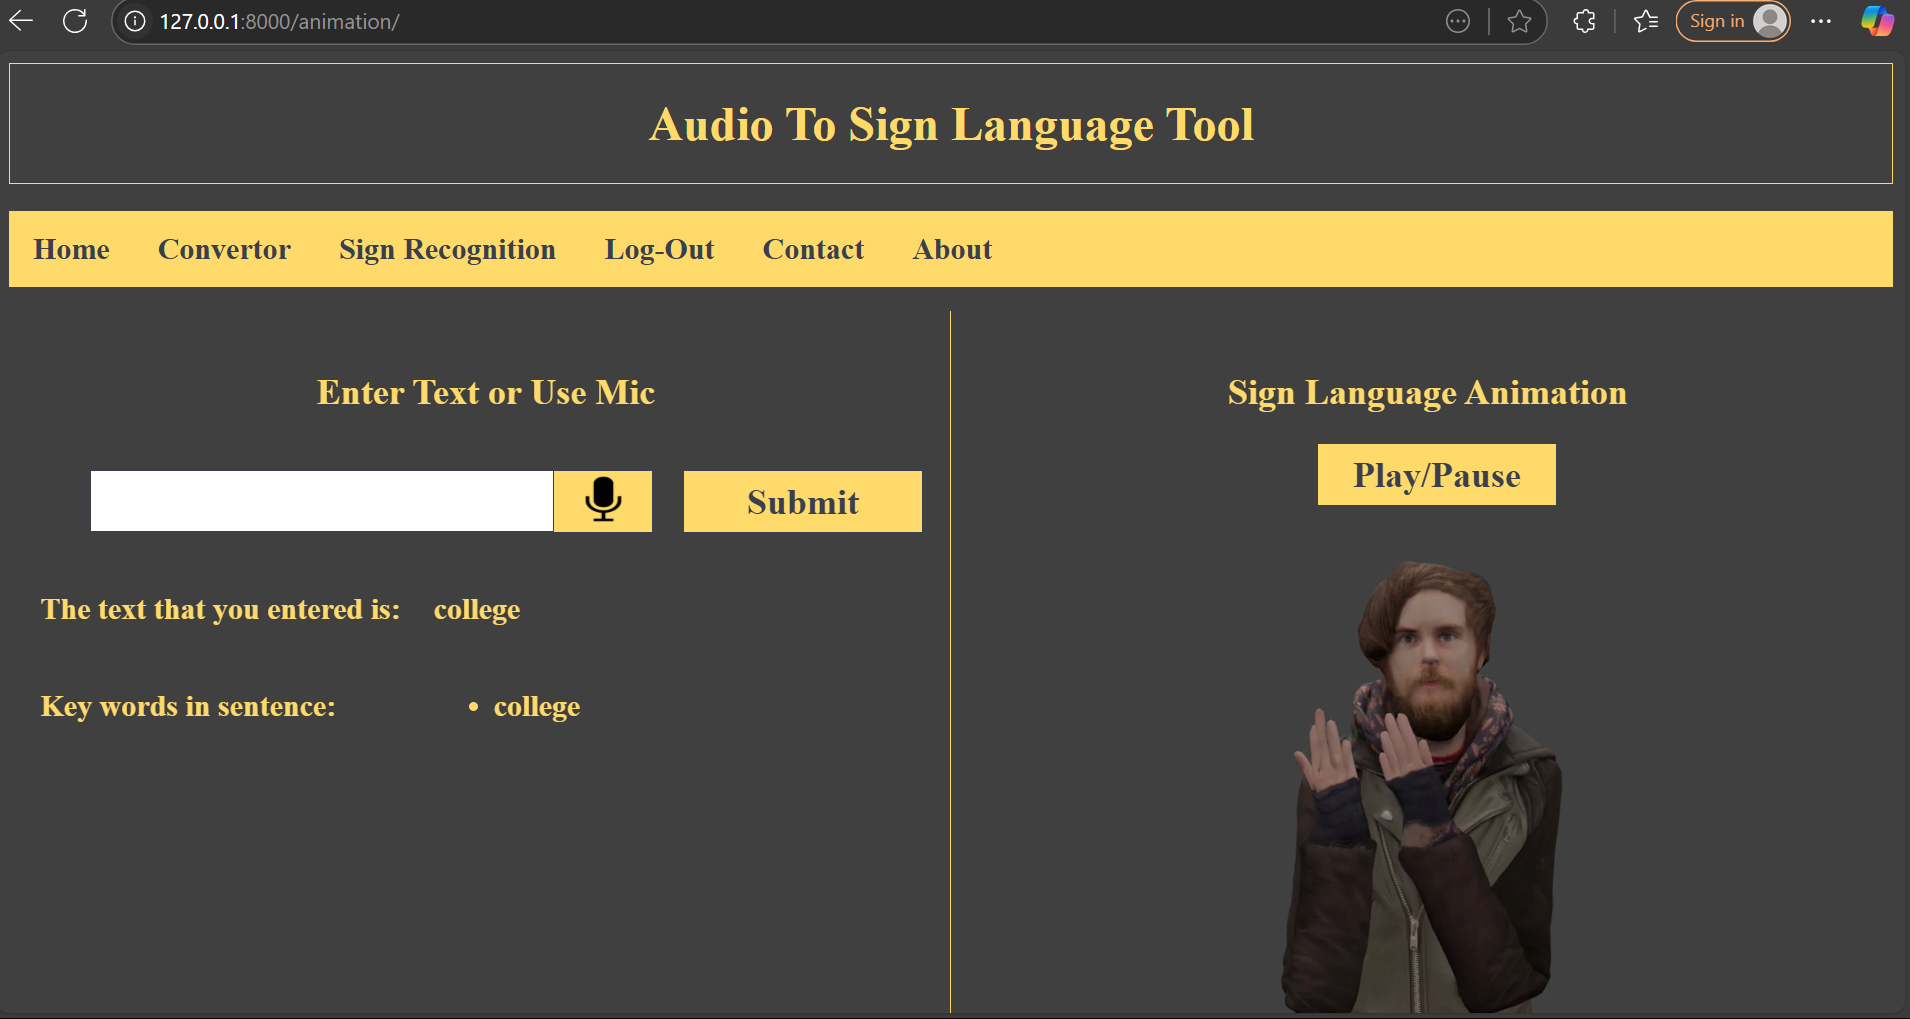 127.0.0.1:8000/animation/
Sign in
Audio To Sign Language Tool
Home Convertor Sign Recognition Log-Out Contact About
Enter Text or Use Mic
Submit
The text that you entered is: college
Key words in sentence: • college
Sign Language Animation
Play/Pause